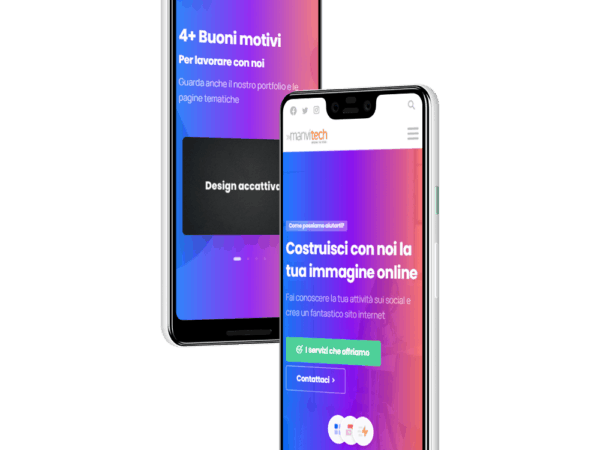 4+ Buoni motivi
Per lavorare con noi
Guarda anche il nostro portfolio e le
pagine tematiche
Design accattiva
manvitech
Come possiamo aiutarti?
Costruisci con noi la
tua immagine online
Fai conoscere la tua attività sui social e
crea un fantastico sito internet
I servizi che offriamo
Contattaci >